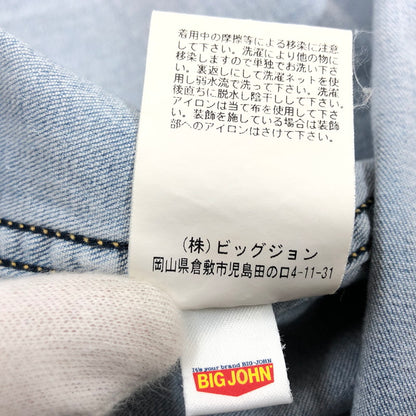 着用中の摩擦等による移染に注意
して下さい。洗濯により他の物に
移染しますので単独でお洗い下さ
い。裏返しにして洗濯ネットを使
用し弱水流で洗って下さい。洗濯
後直ちに脱水し陰干しして下さい。
アイロンは当て布を使用して下さ
い。装飾を施している場合は装飾
部へのアイロンはさけて下さい。
(株)ビッグジョン
岡山県倉敷市児島田の口4-11-31
It's your brand BIG-JOHN
BIG JOHN